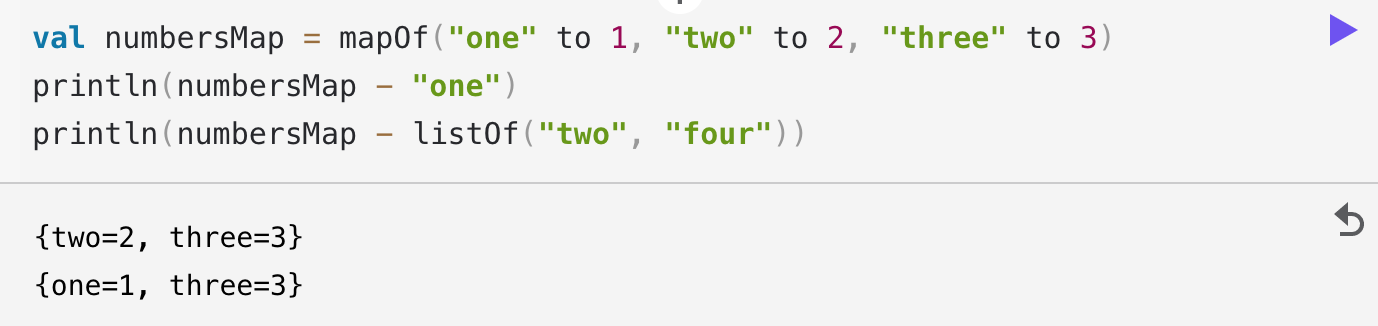 val numbersMap = mapOf("one" to 1, "two" to 2, "three" to 3)
println(numbersMap - "one")
println(numbersMap - listOf("two", "four"))
{two=2, three=3}
{one=1, three=3}